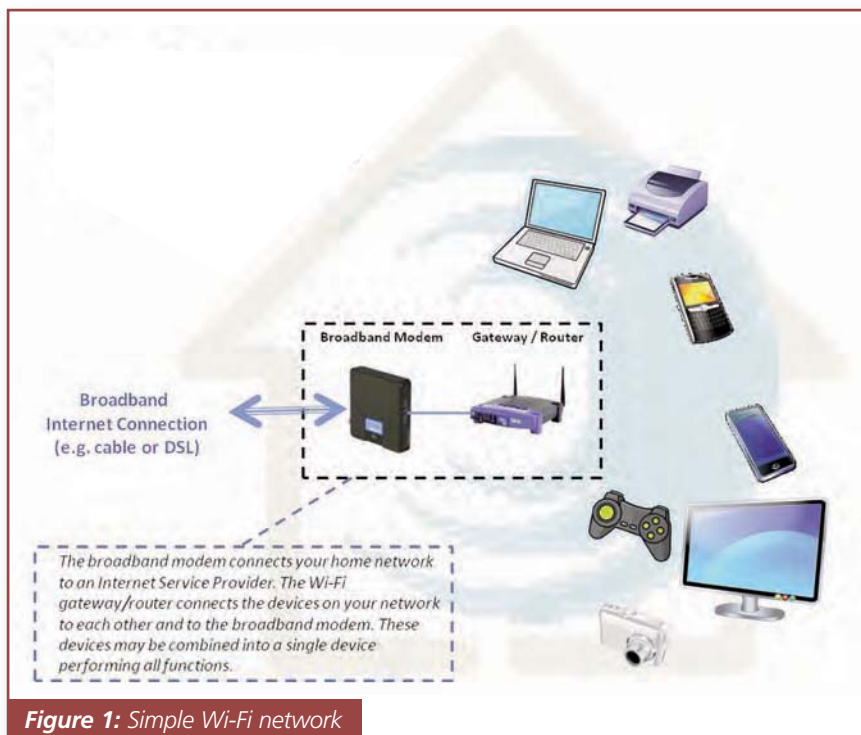 Broadband Modem
Gateway / Router
Broadband
Internet Connection
(e.g. cable or DSL)
The broadband modem connects your home network
to an Internet Service Provider. The Wi-Fi
gateway/router connects the devices on your network
to each other and to the broadband modem. These
devices may be combined into a single device
performing all functions.
Figure 1: Simple Wi-Fi network